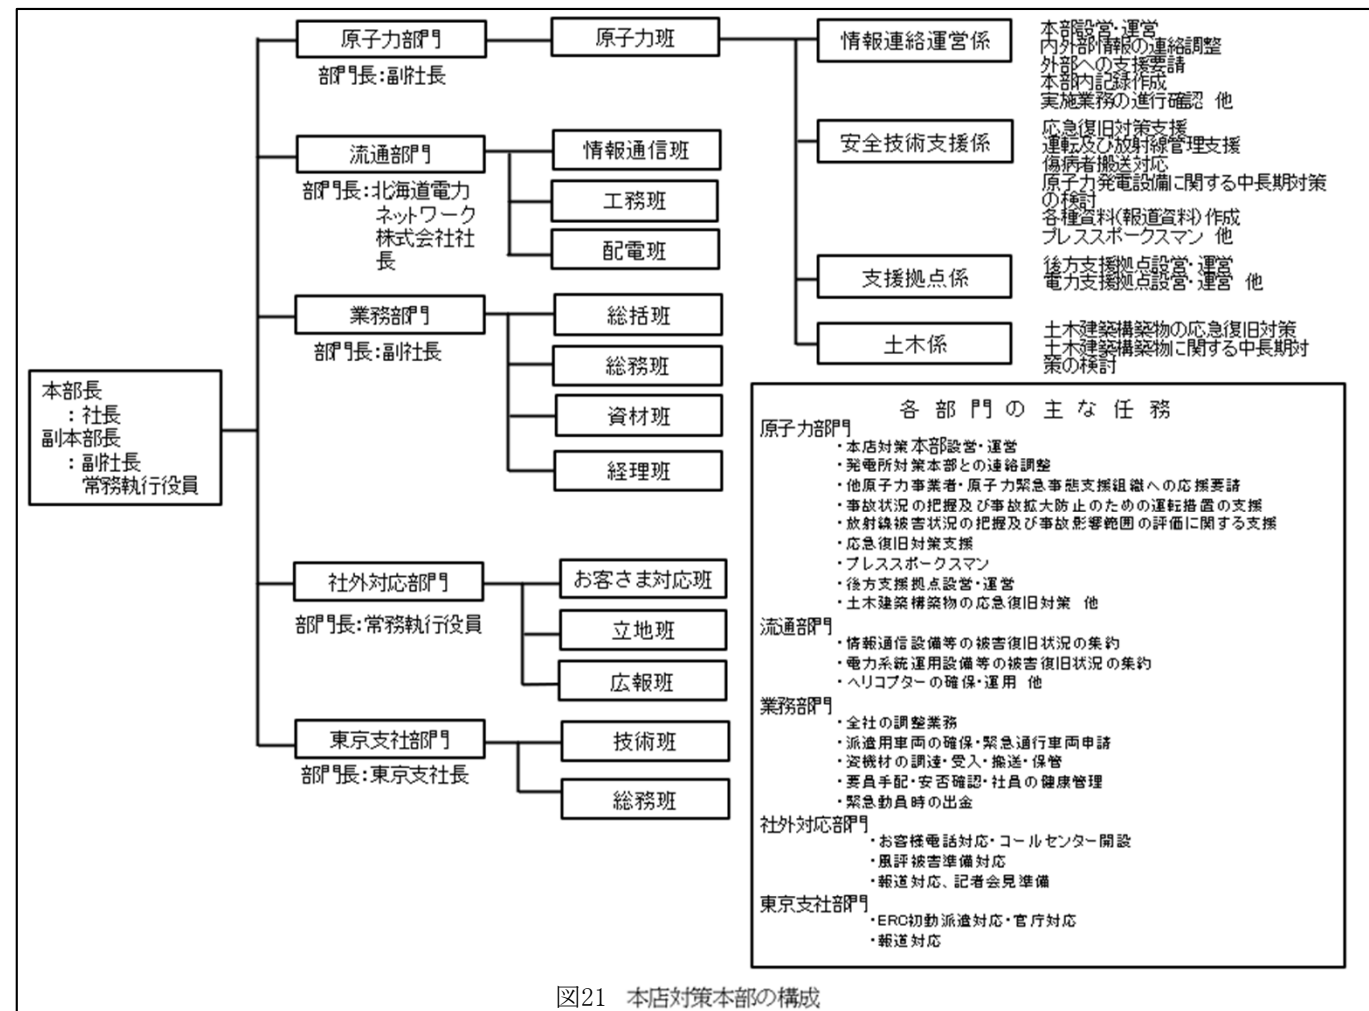 原子力部門
部門長:副社長
原子力班
情報連絡運営係
本部設営・運営
内外部情報の連絡調整
外部への支援要請
本部内記録作成
実施業務の進行確認 他
安全技術支援係
応急復旧対策支援
運転及び放射線管理支援
傷病者搬送対応
原子力発電設備に関する中長期対策
の検討
各種資料(報道資料)作成
プレススポークスマン 他
支援拠点係
後方支援拠点設営・運営
電力支援拠点設営・運営 他
土木係
土木建築構築物の応急復旧対策
土木建築構築物に関する中長期対
策の検討
流通部門
部門長:北海道電力
ネットワーク
株式会社社
長
情報通信班
工務班
配電班
業務部門
部門長:副社長
総括班
総務班
資材班
経理班
本部長
:社長
副本部長
:副社長
常務執行役員
社外対応部門
部門長:常務執行役員
お客さま対応班
立地班
広報班
東京支社部門
部門長:東京支社長
技術班
総務班
各部門の主な任務
原子力部門
・本店対策本部設営・運営
・発電所対策本部との連絡調整
・他原子力事業者・原子力緊急事態支援組織への応援要請
・事故状況の把握及び事故拡大防止のための運転措置の支援
・放射線被害状況の把握及び事故影響範囲の評価に関する支援
・応急復旧対策支援
・プレススポークスマン
・後方支援拠点設営・運営
・土木建築構築物の応急復旧対策 他
流通部門
・情報通信設備等の被害復旧状況の集約
・電力系統運用設備等の被害復旧状況の集約
・ヘリコプターの確保・運用 他
業務部門
・全社の調整業務
・派遣用車両の確保・緊急通行車両申請
・資機材の調達・受入・搬送・保管
・要員手配・安否確認・社員の健康管理
・緊急動員時の出金
社外対応部門
・お客様電話対応・コールセンター開設
・風評被害準備対応
・報道対応、記者会見準備
東京支社部門
・ERC初動派遣対応・官庁対応
・報道対応
図21 本店対策本部の構成